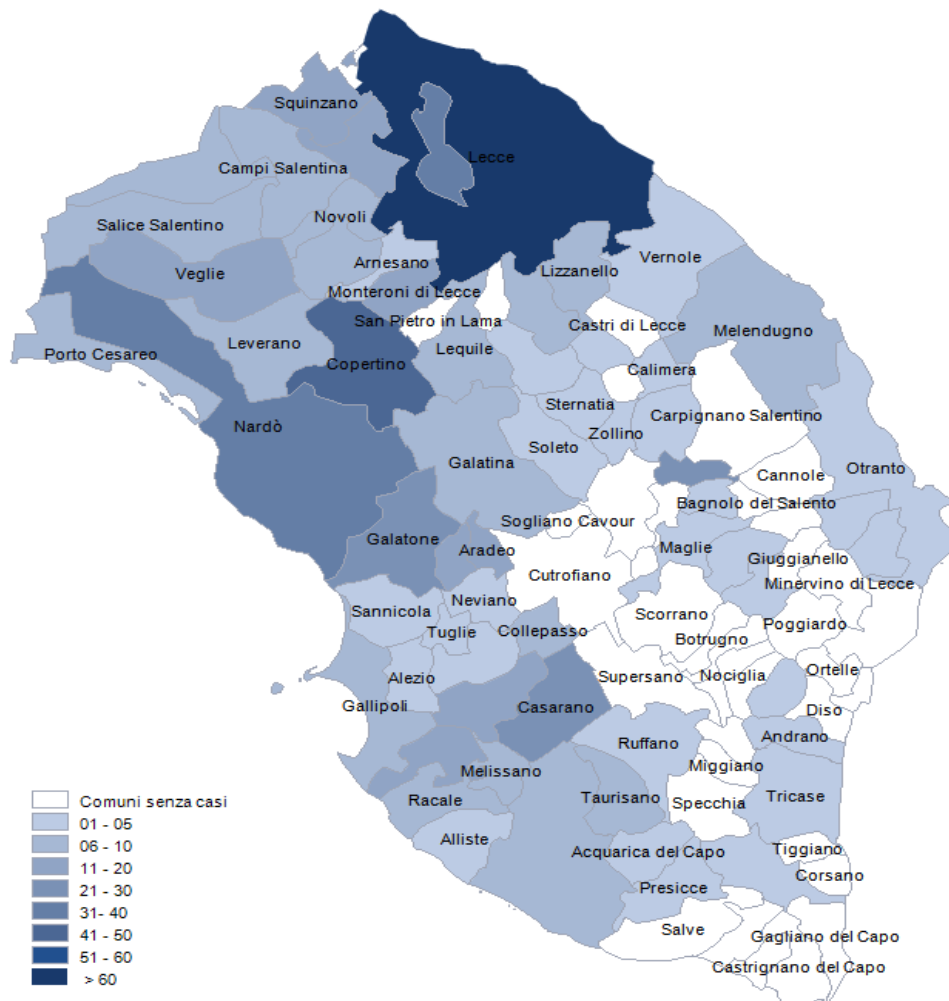 Squinzano
Lecce
Campi Salentina
Novoli
Salice Salentino
Arnesano
Vernole
Lizzanello
Veglie
Monteroni di Lecce
San Pietro in Lama
Castri di Lecce
Melendugno
Leverano
Porto Cesareo
Lequile
Copertino
Calimera
Sternatia
Carpignano Salentino
Nardò
Zollino
Soleto
Galatina
Otranto
Cannole
Bagnolo del Salento
Sogliano Cavour
Galatone
Aradeo
Maglie
Giuggianello
Cutrofiano
Minervino di Lecce
Neviano
Sannicola
Scorrano
Poggiardo
Tuglie
Collepasso
Botrugno
Alezio
Supersano
Nociglia
Ortelle
Gallipoli
Casarano
Diso
Andrano
Ruffano
Miggiano
Melissano
Taurisano
Tricase
Racale
Specchia
Alliste
Tiggiano
Acquarica del Capo
Corsano
Presicce
Salve
Gagliano del Capo
Castrignano del Capo
Comuni senza casi
01 - 05
06 - 10
11 - 20
21 - 30
31- 40
41 - 50
51 - 60
> 60